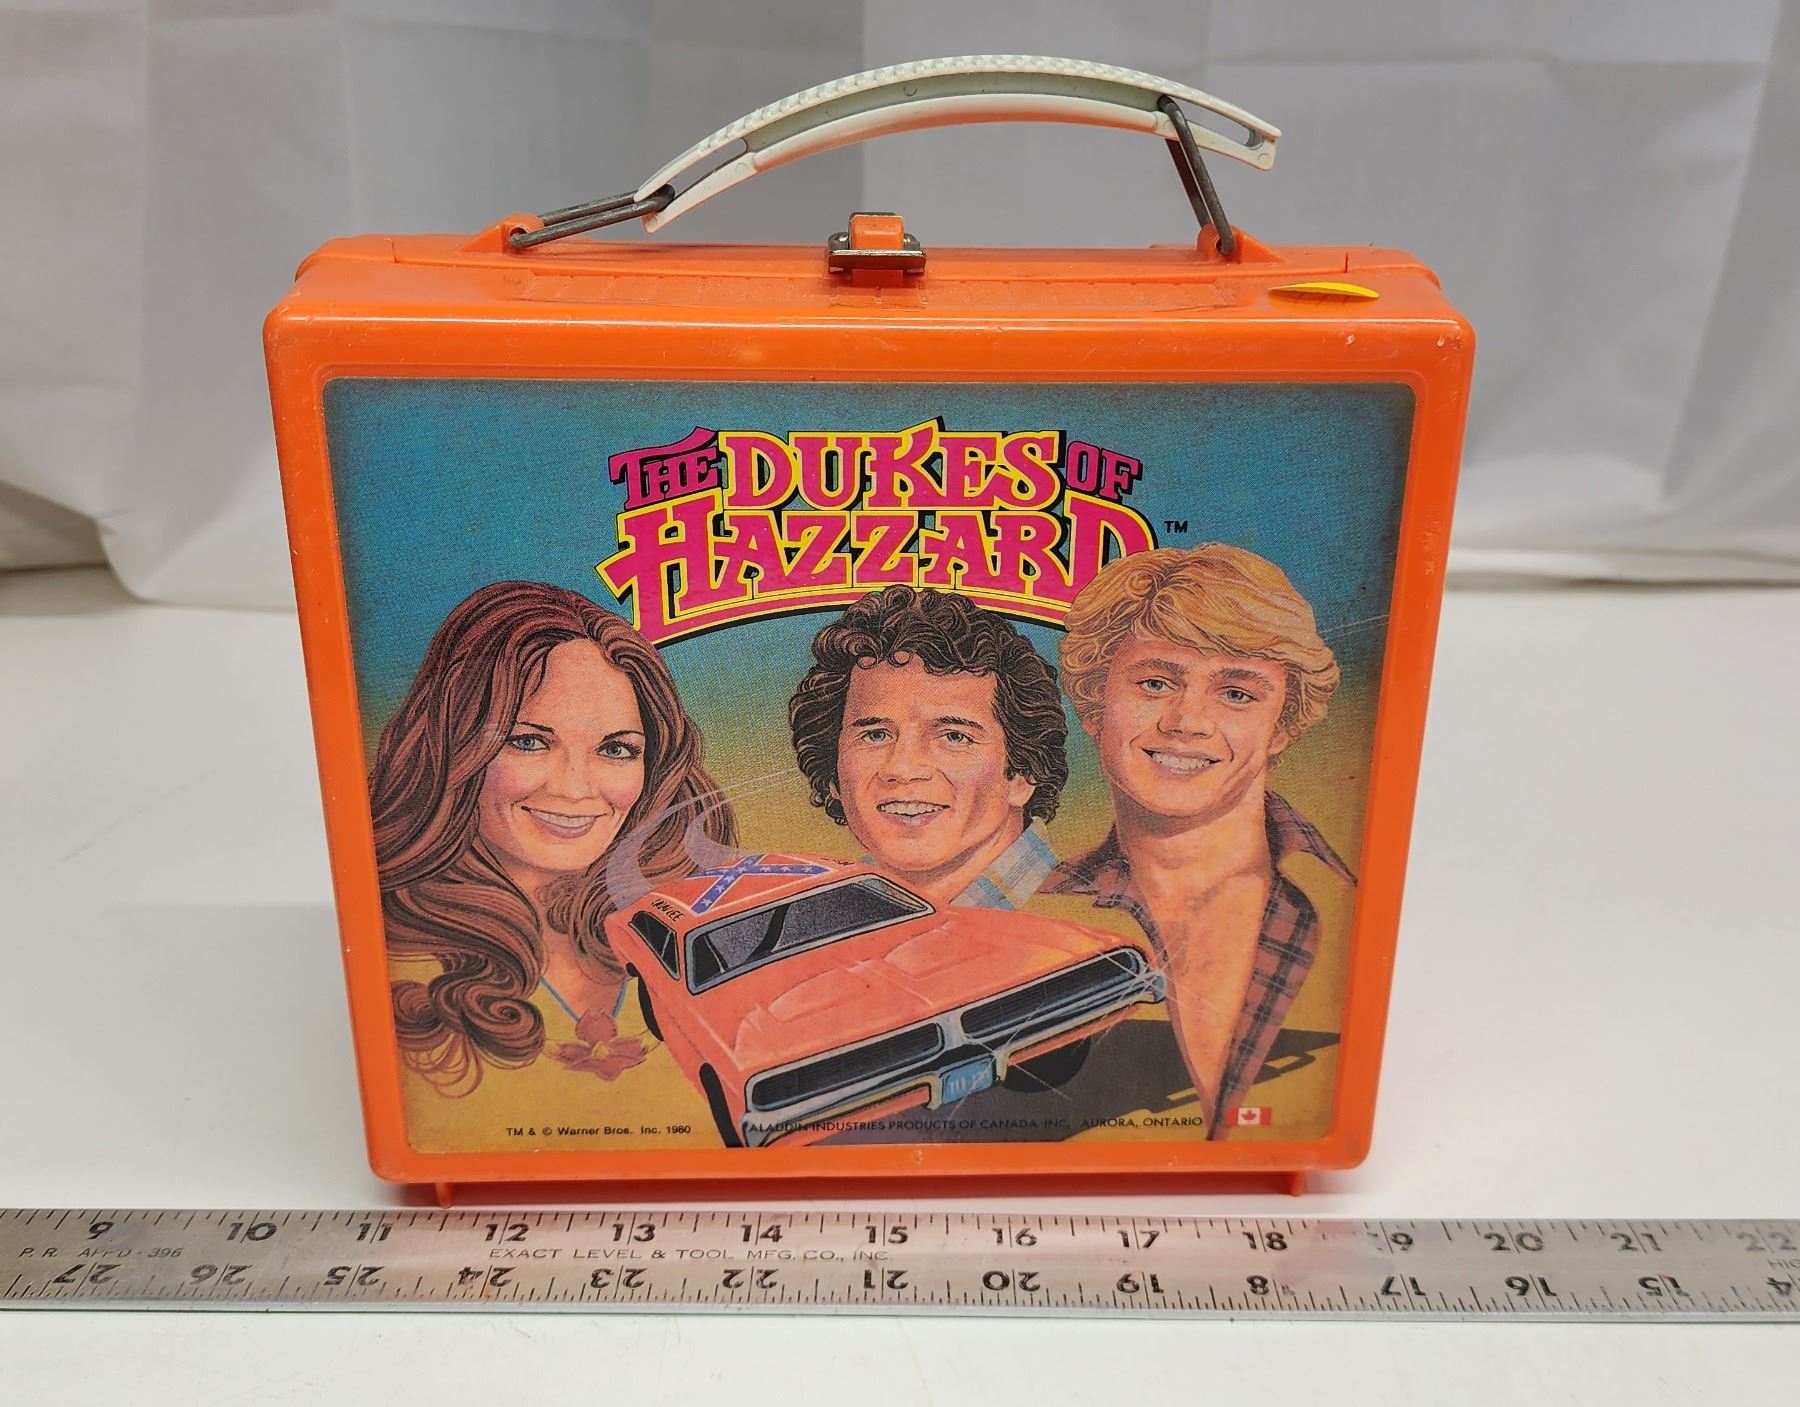 THE DUKES OF
HAZZARD TM
TM & © Warner Bros. Inc. 1980 ALADDIN INDUSTRIES PRODUCTS OF CANADA INC. AURORA, ONTARIO
9 10 11 12 13 14 15 16 17 18 19 20 21 22
EXACT LEVEL & TOOL MFG. CO., INC.
27 26 25 24 23 22 21 20 19 18 17 16 15 14